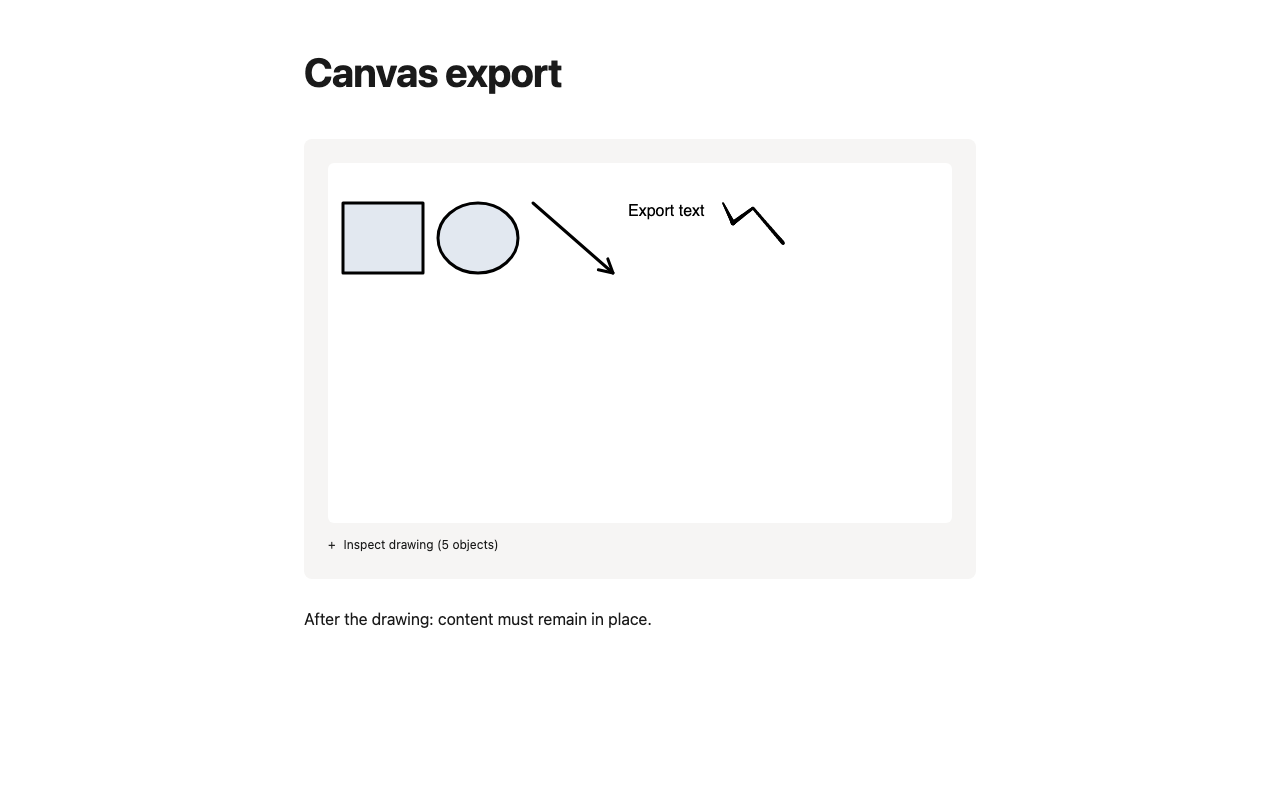 Canvas export
Export text
+ Inspect drawing (5 objects)
After the drawing: content must remain in place.